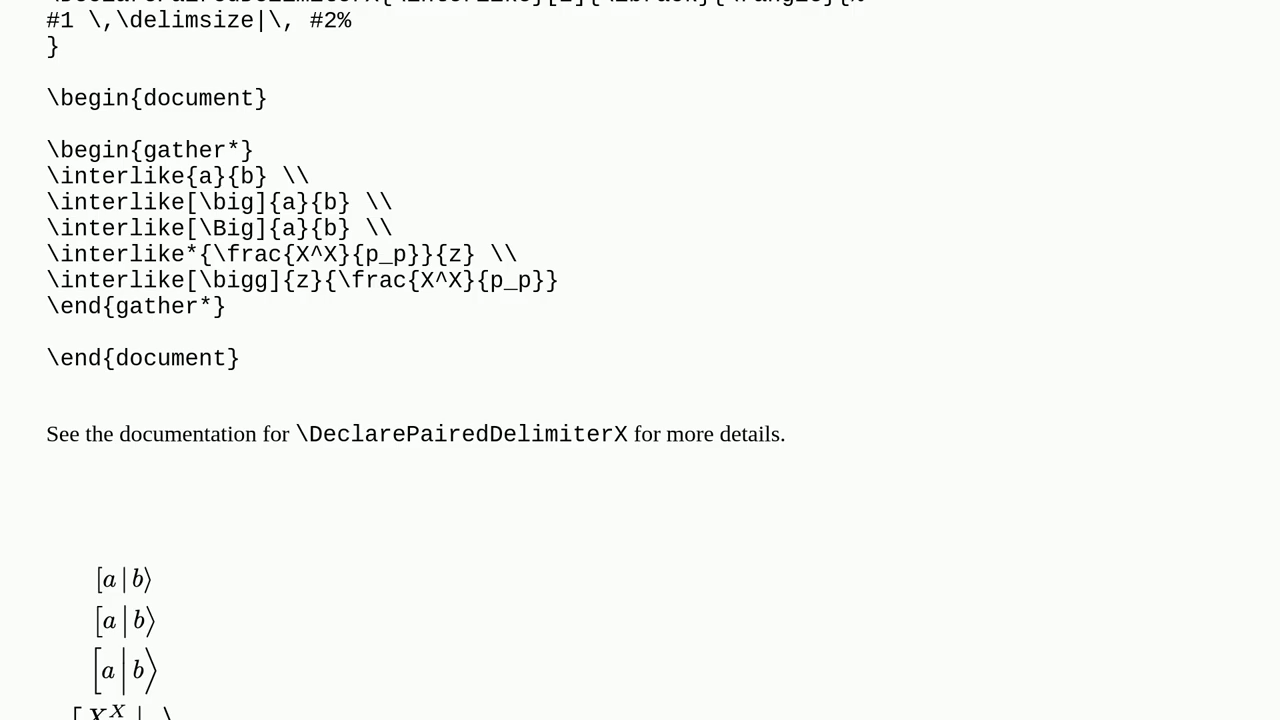 #1 \,\delimsize|\, #2%
}
\begin{document}
\begin{gather*}
\interlike{a}{b} \\
\interlike[\big]{a}{b} \\
\interlike[\Big]{a}{b} \\
\interlike*{\frac{X^X}{p_p}}{z} \\
\interlike[\bigg]{z}{\frac{X^X}{p_p}}
\end{gather*}
\end{document}
See the documentation for \DeclarePairedDelimiterX for more details.
[a | b⟩
[a | b⟩
[a | b⟩